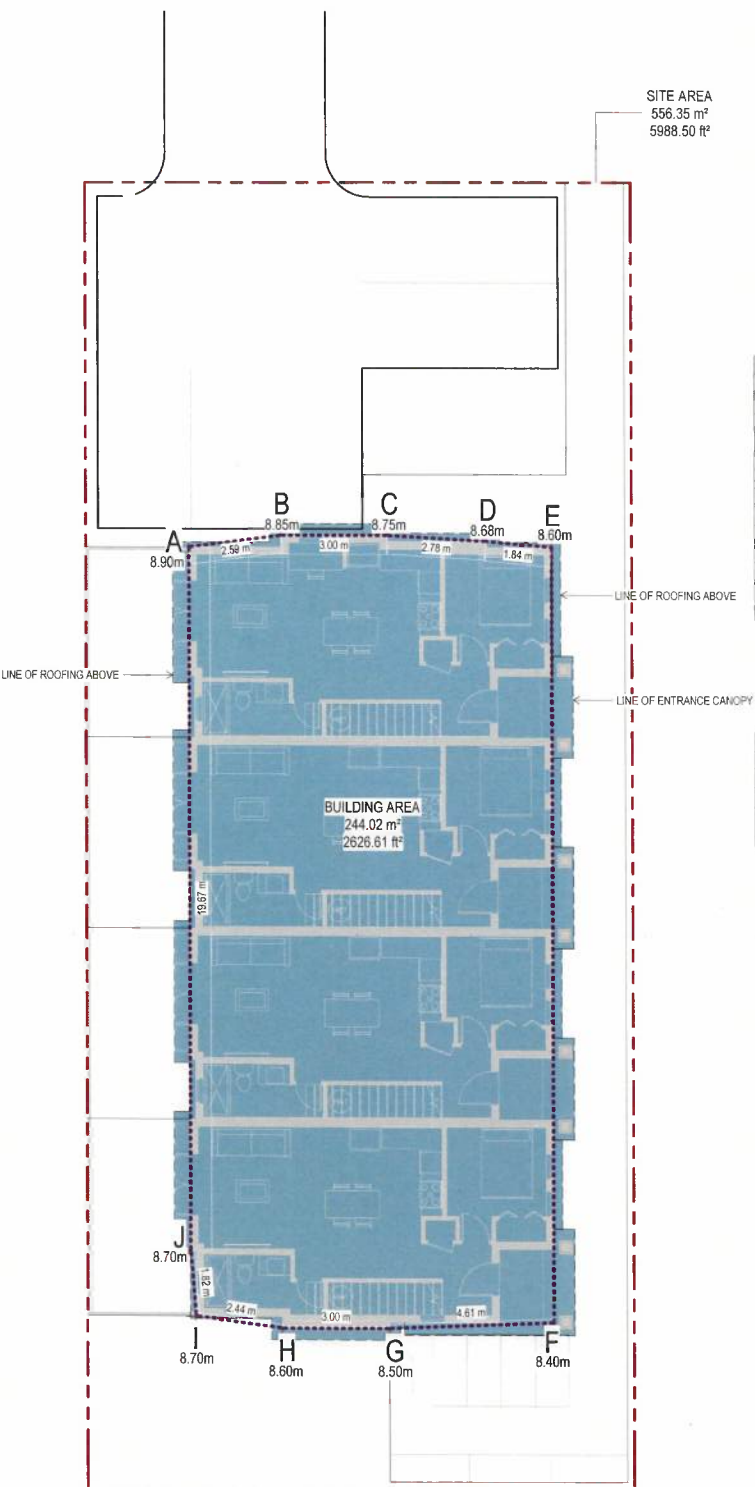 SITE AREA
556.35 m²
5988.50 ft²
B
C
D
E
8.85m
8.75m
8.68m
8.60m
A
8.90m
2.59 m
3.00 m
2.78 m
1.84 m
LINE OF ROOFING ABOVE
LINE OF ROOFING ABOVE
LINE OF ENTRANCE CANOPY
BUILDING AREA
244.02 m²
2626.61 ft²
19.67 m
J
8.70m
1.82 m
2.44 m
3.00 m
4.61 m
I
H
G
F
8.70m
8.60m
8.50m
8.40m